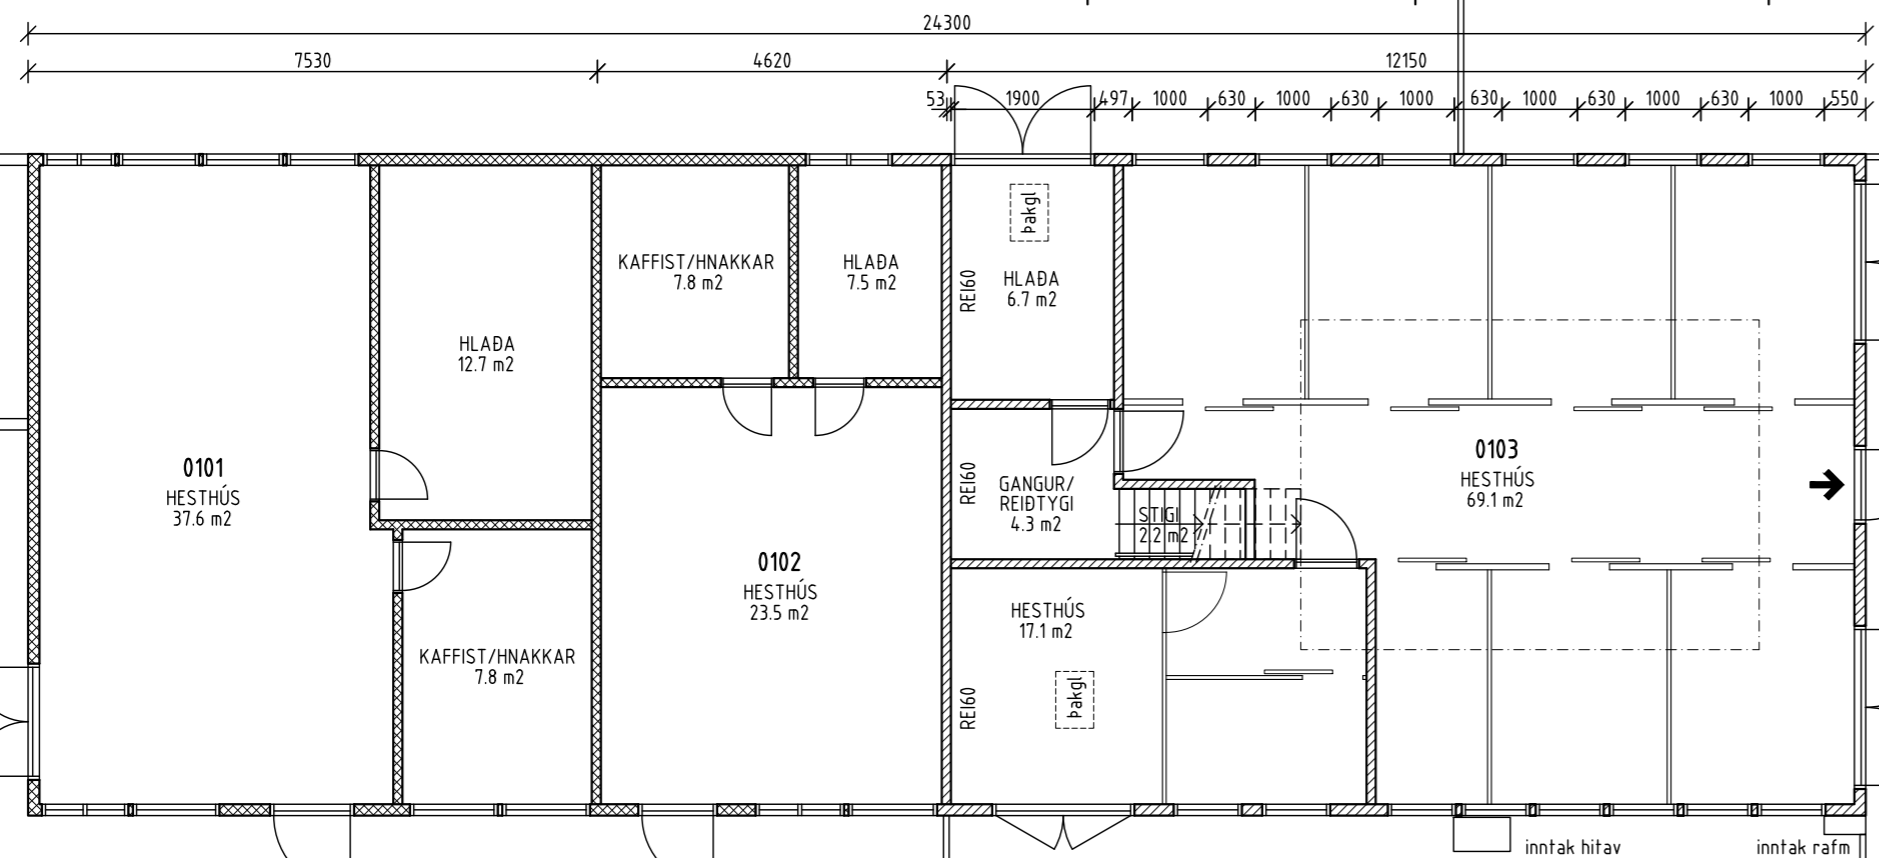 24300
7530 4620 12150
53 1900 497 1000 630 1000 630 1000 630 1000 630 1000 630 1000 550
Þakgl
KAFFIST/HNAKKAR
7.8 m2
HLAÐA
7.5 m2
REI60
HLAÐA
6.7 m2
HLAÐA
12.7 m2
0101
HESTHÚS
37.6 m2
REI60
GANGUR/
REIÐTYGI
4.3 m2
0103
HESTHÚS
69.1 m2
STIGI
2.2 m2
0102
HESTHÚS
23.5 m2
HESTHÚS
17.1 m2
KAFFIST/HNAKKAR
7.8 m2
REI60
Þakgl
inntak hitav
inntak rafm